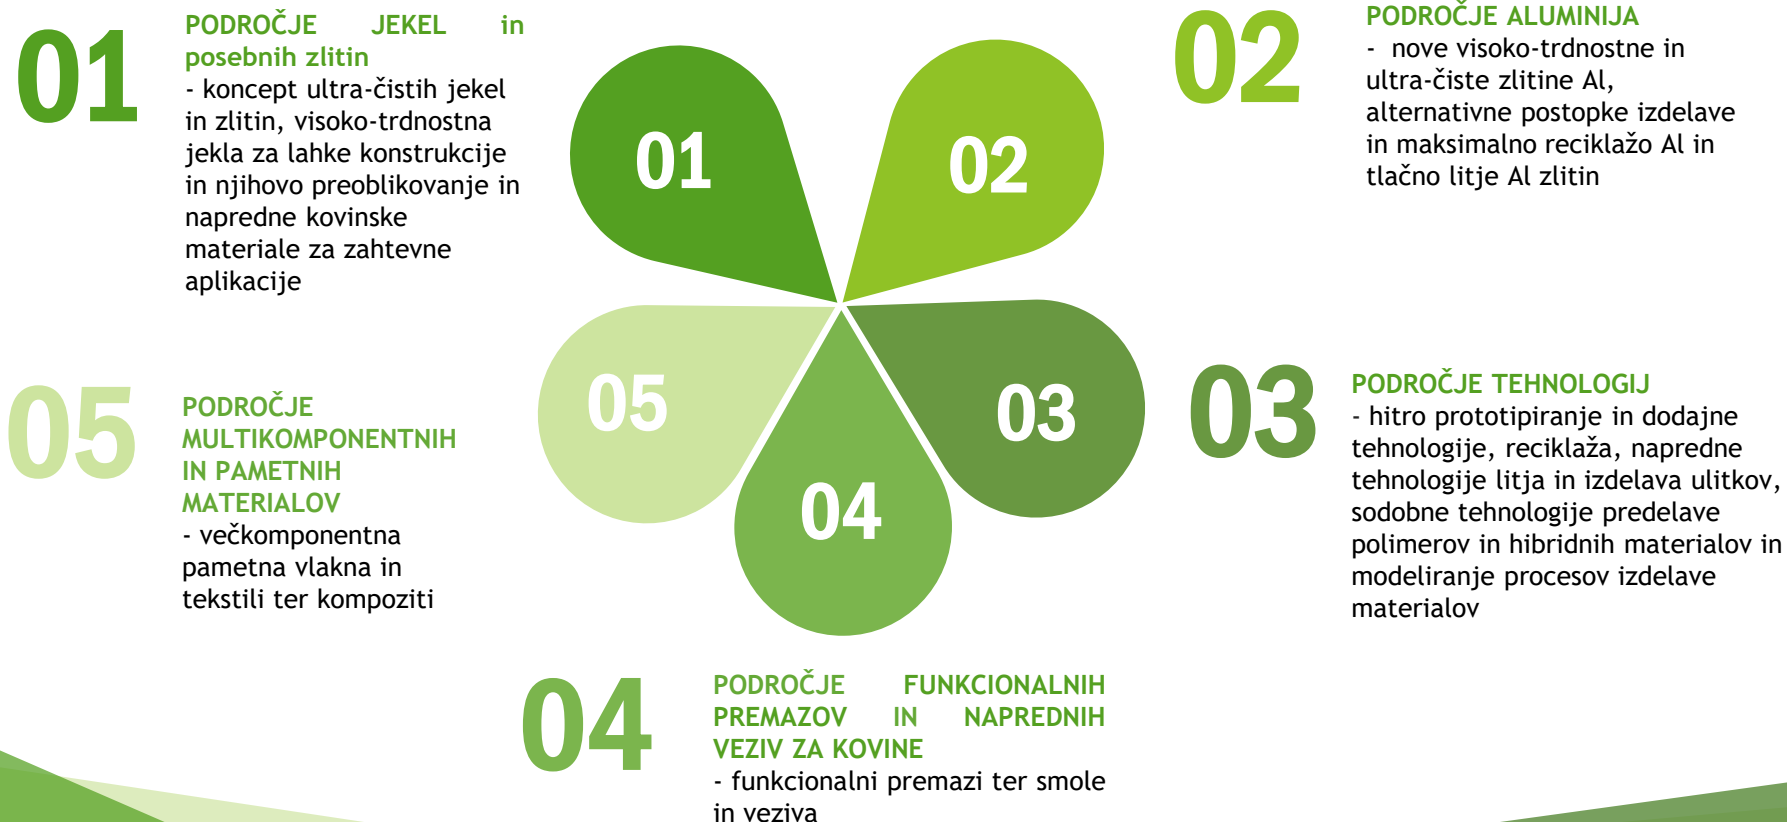 01
PODROČJE JEKEL in
posebnih zlitin
- koncept ultra-čistih jekel
in zlitin, visoko-trdnostna
jekla za lahke konstrukcije
in njihovo preoblikovanje in
napredne kovinske
materiale za zahtevne
aplikacije
02
PODROČJE ALUMINIJA
- nove visoko-trdnostne in
ultra-čiste zlitine Al,
alternativne postopke izdelave
in maksimalno reciklažo Al in
tlačno litje Al zlitin
01
02
05
03
04
05
PODROČJE
MULTIKOMPONENTNIH
IN PAMETNIH
MATERIALOV
- večkomponentna
pametna vlakna in
tekstili ter kompoziti
03
PODROČJE TEHNOLOGIJ
- hitro prototipiranje in dodajne
tehnologije, reciklaža, napredne
tehnologije litja in izdelava ulitkov,
sodobne tehnologije predelave
polimerov in hibridnih materialov in
modeliranje procesov izdelave
materialov
04
PODROČJE FUNKCIONALNIH
PREMAZOV IN NAPREDNIH
VEZIV ZA KOVINE
- funkcionalni premazi ter smole
in veziva